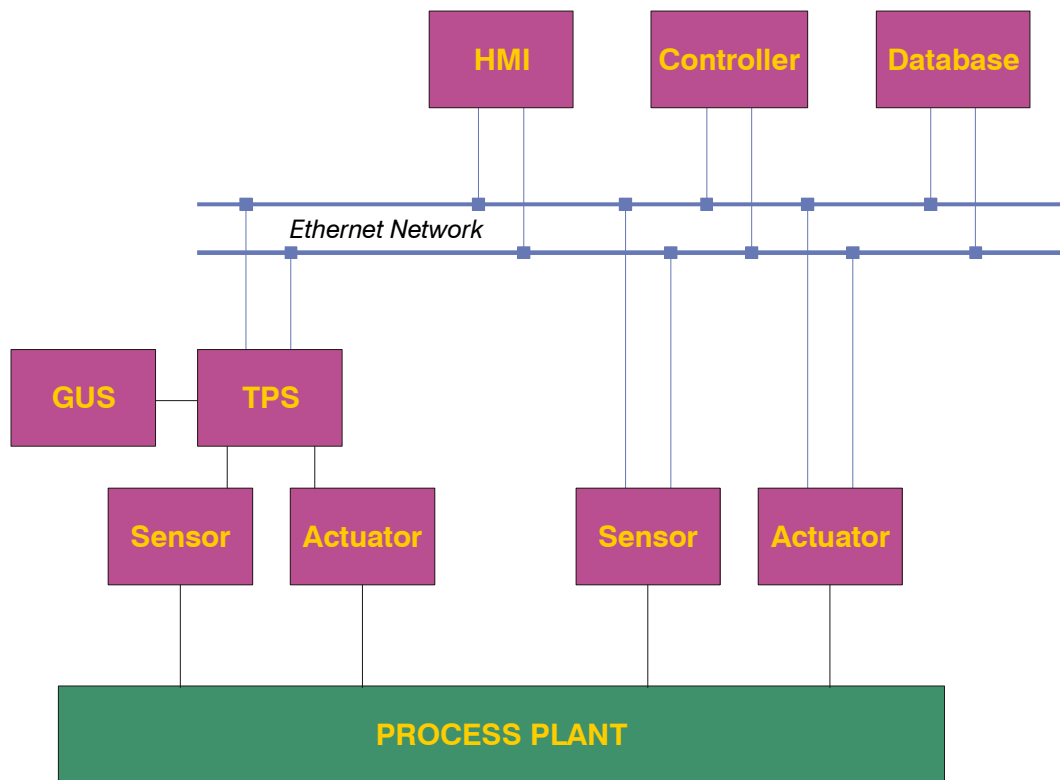 HMI
Controller
Database
Ethernet Network
GUS
TPS
Sensor
Actuator
Sensor
Actuator
PROCESS PLANT